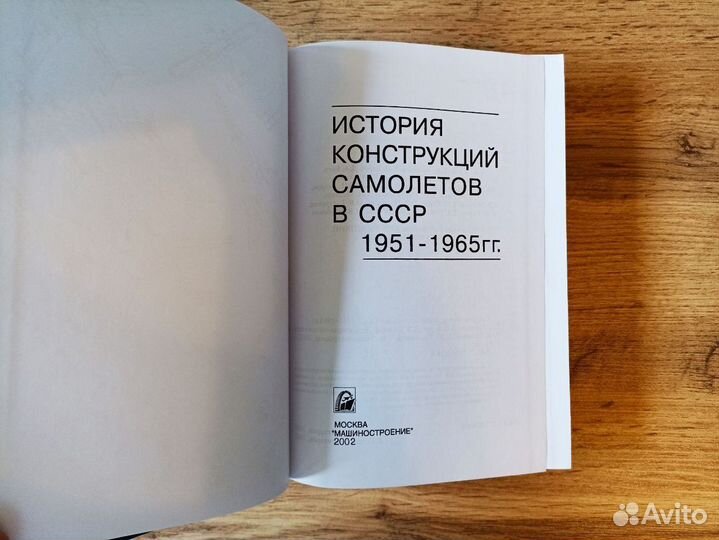 ИСТОРИЯ
КОНСТРУКЦИЙ
САМОЛЕТОВ
В СССР
1951-1965гг.
МОСКВА
"МАШИНОСТРОЕНИЕ"
2002
Avito